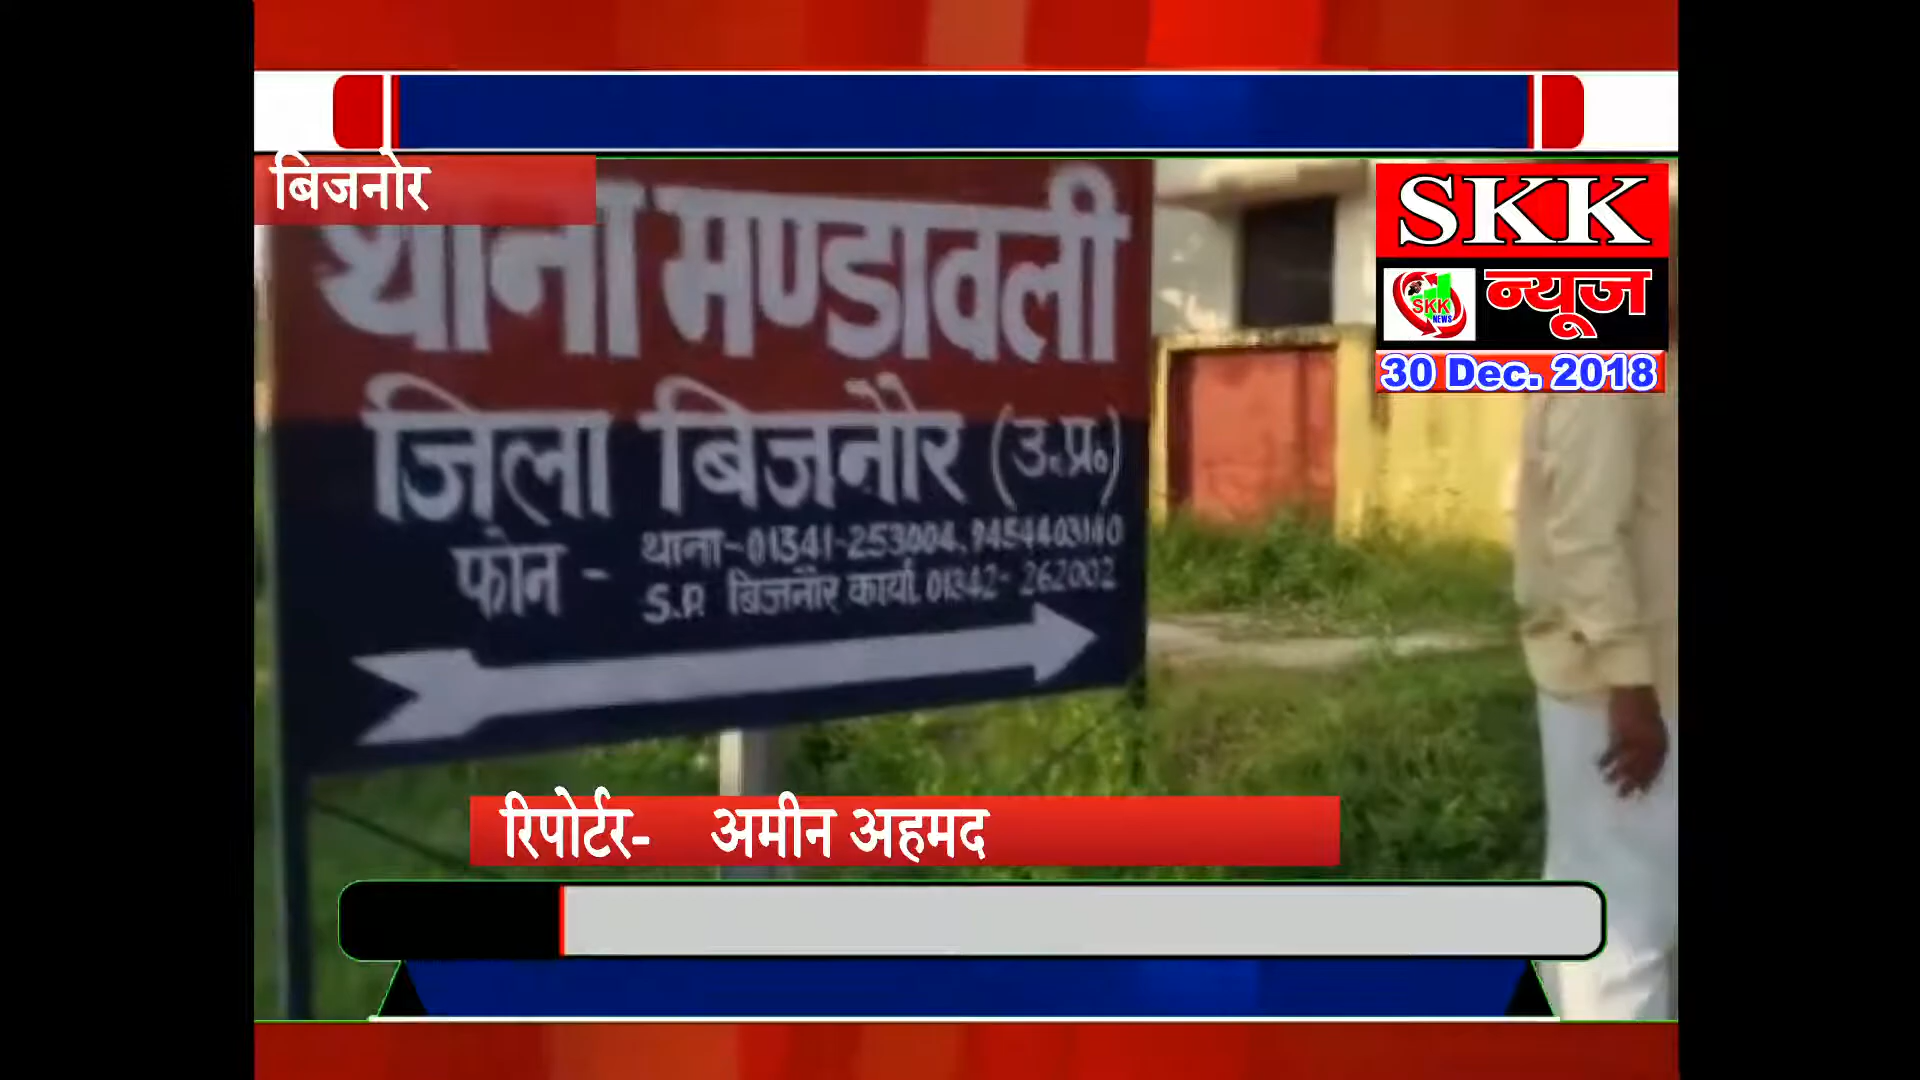 बिजनोर
SKK
SKK
NEWS
न्यूज
30 Dec. 2018
थाना मण्डावली
जिला बिजनौर (उ.प्र०)
फोन - थाना-01341-253004, 9454403140
S.P. बिजनौर कार्या. 01342- 262002
रिपोर्टर- अमीन अहमद